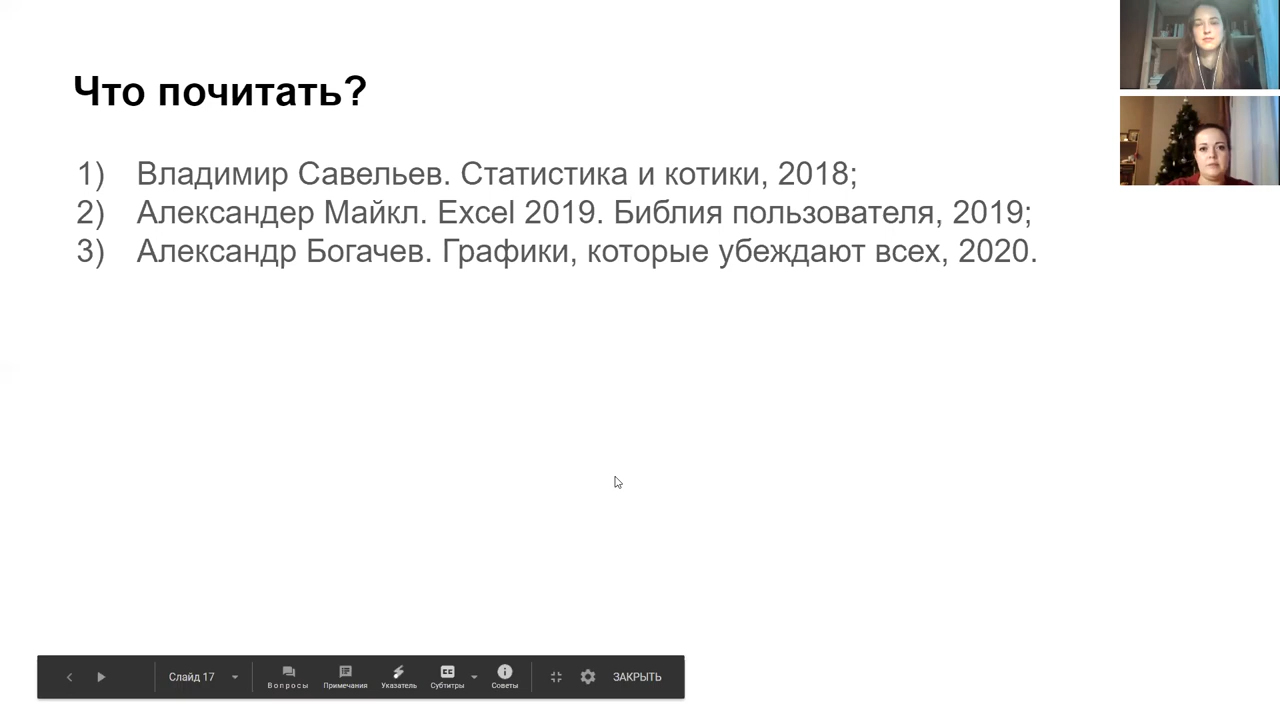 Что почитать?
1) Владимир Савельев. Статистика и котики, 2018;
2) Александер Майкл. Excel 2019. Библия пользователя, 2019;
3) Александр Богачев. Графики, которые убеждают всех, 2020.
Слайд 17 Вопросы Примечания Указатель Субтитры Советы ЗАКРЫТЬ